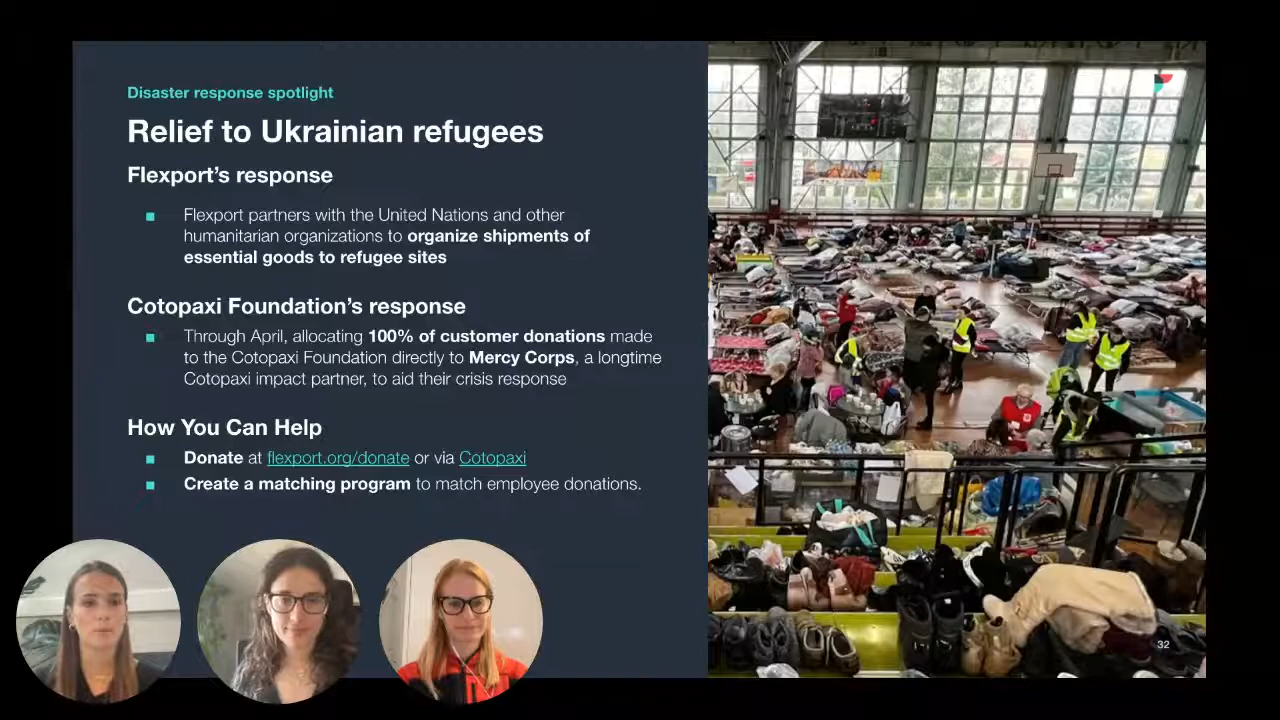 Disaster response spotlight
Relief to Ukrainian refugees
Flexport’s response
Flexport partners with the United Nations and other
humanitarian organizations to organize shipments of
essential goods to refugee sites
Cotopaxi Foundation’s response
Through April, allocating 100% of customer donations made
to the Cotopaxi Foundation directly to Mercy Corps, a longtime
Cotopaxi impact partner, to aid their crisis response
How You Can Help
Donate at flexport.org/donate or via Cotopaxi
Create a matching program to match employee donations.
32